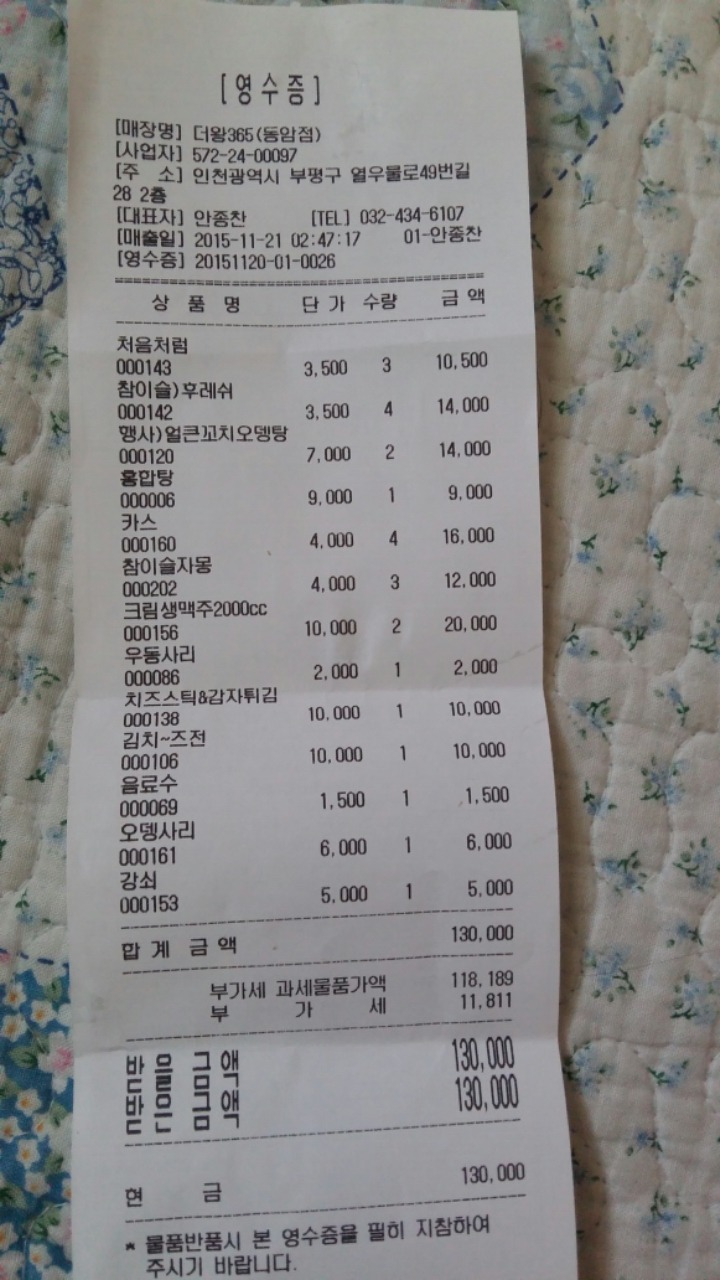 [영수증]
[매장명] 더왕365(동암점)
[사업자] 572-24-00097
[주 소] 인천광역시 부평구 열우물로49번길
28 2층
[대표자] 안종찬 [TEL] 032-434-6107
[매출일] 2015-11-21 02:47:17 01-안종찬
[영수증] 20151120-01-0026
상 품 명 단 가 수량 금 액
처음처럼
000143 3,500 3 10,500
참이슬)후레쉬
000142 3,500 4 14,000
행사)얼큰꼬치오뎅탕
000120 7,000 2 14,000
홍합탕
000006 9,000 1 9,000
카스
000160 4,000 4 16,000
참이슬자몽
000202 4,000 3 12,000
크림생맥주2000cc
000156 10,000 2 20,000
우동사리
000086 2,000 1 2,000
치즈스틱&감자튀김
000138 10,000 1 10,000
김치~즈전
000106 10,000 1 10,000
음료수
000069 1,500 1 1,500
오뎅사리
000161 6,000 1 6,000
강쇠
000153 5,000 1 5,000
합 계 금 액 130,000
부가세 과세물품가액 118,189
부 가 세 11,811
받 을 금 액 130,000
받 은 금 액 130,000
현 금 130,000
* 물품반품시 본 영수증을 필히 지참하여
주시기 바랍니다.